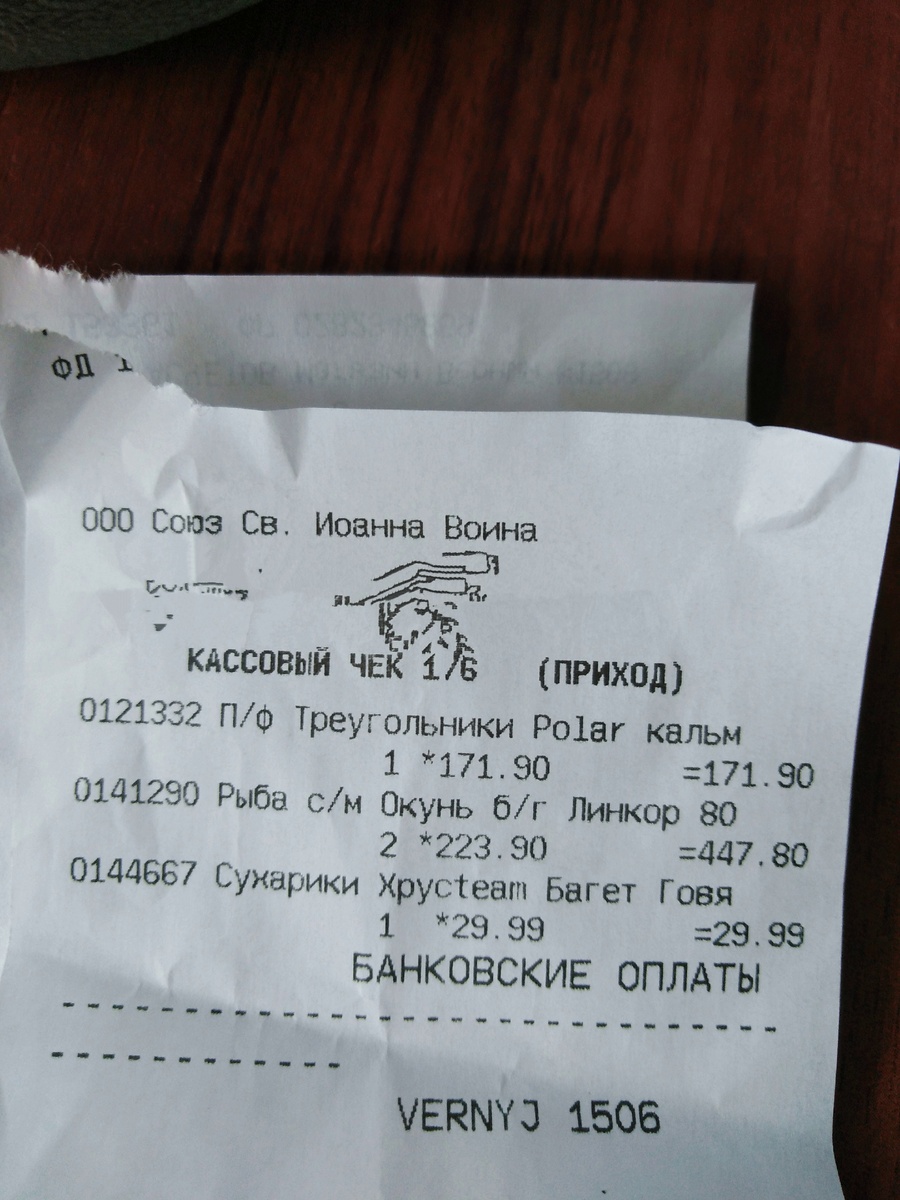 ФД 1
ООО Союз Св. Иоанна Воина
КАССОВЫЙ ЧЕК 1/6 (ПРИХОД)
0121332 П/ф Треугольники Polar кальм
1 *171.90 =171.90
0141290 Рыба с/м Окунь б/г Линкор 80
2 *223.90 =447.80
0144667 Сухарики Хрусteam Багет Говя
1 *29.99 =29.99
БАНКОВСКИЕ ОПЛАТЫ
------------------------------
--------------
VERNYJ 1506